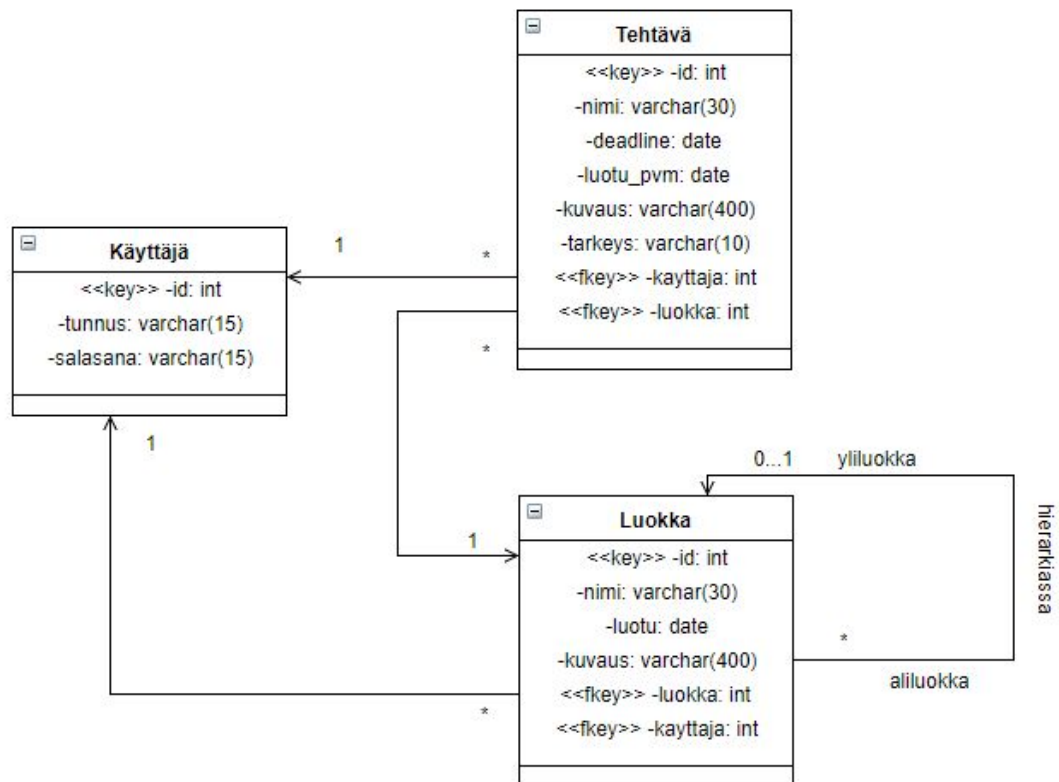 Tehtävä
<<key>> -id: int
-nimi: varchar(30)
-deadline: date
-luotu_pvm: date
-kuvaus: varchar(400)
-tarkeys: varchar(10)
<<fkey>> -kayttaja: int
<<fkey>> -luokka: int
Käyttäjä
<<key>> -id: int
-tunnus: varchar(15)
-salasana: varchar(15)
1
*
*
1
1
*
0...1 yliluokka
hierarkiassa
*
aliluokka
Luokka
<<key>> -id: int
-nimi: varchar(30)
-luotu: date
-kuvaus: varchar(400)
<<fkey>> -luokka: int
<<fkey>> -kayttaja: int